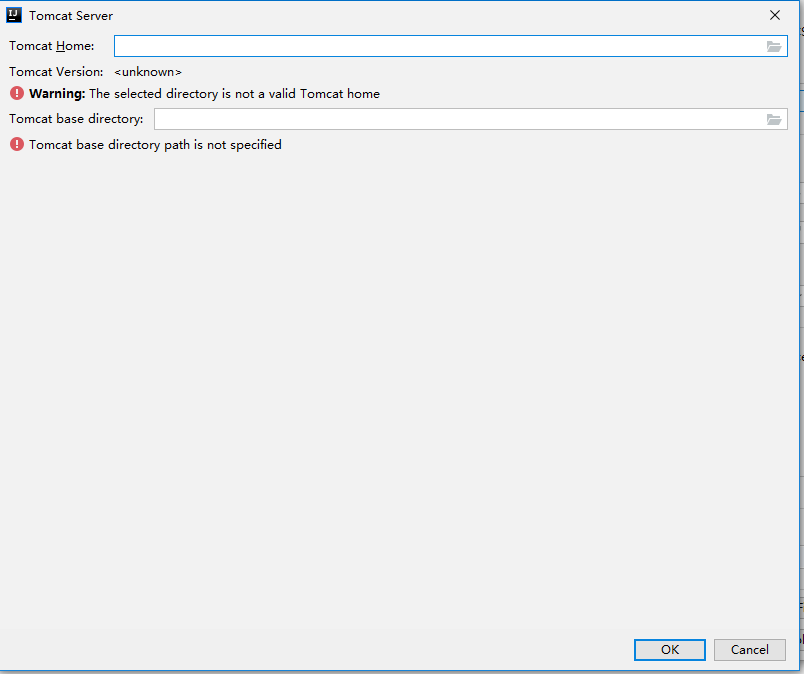 IJ Tomcat Server
Tomcat Home:
Tomcat Version: <unknown>
Warning: The selected directory is not a valid Tomcat home
Tomcat base directory:
Tomcat base directory path is not specified
OK Cancel